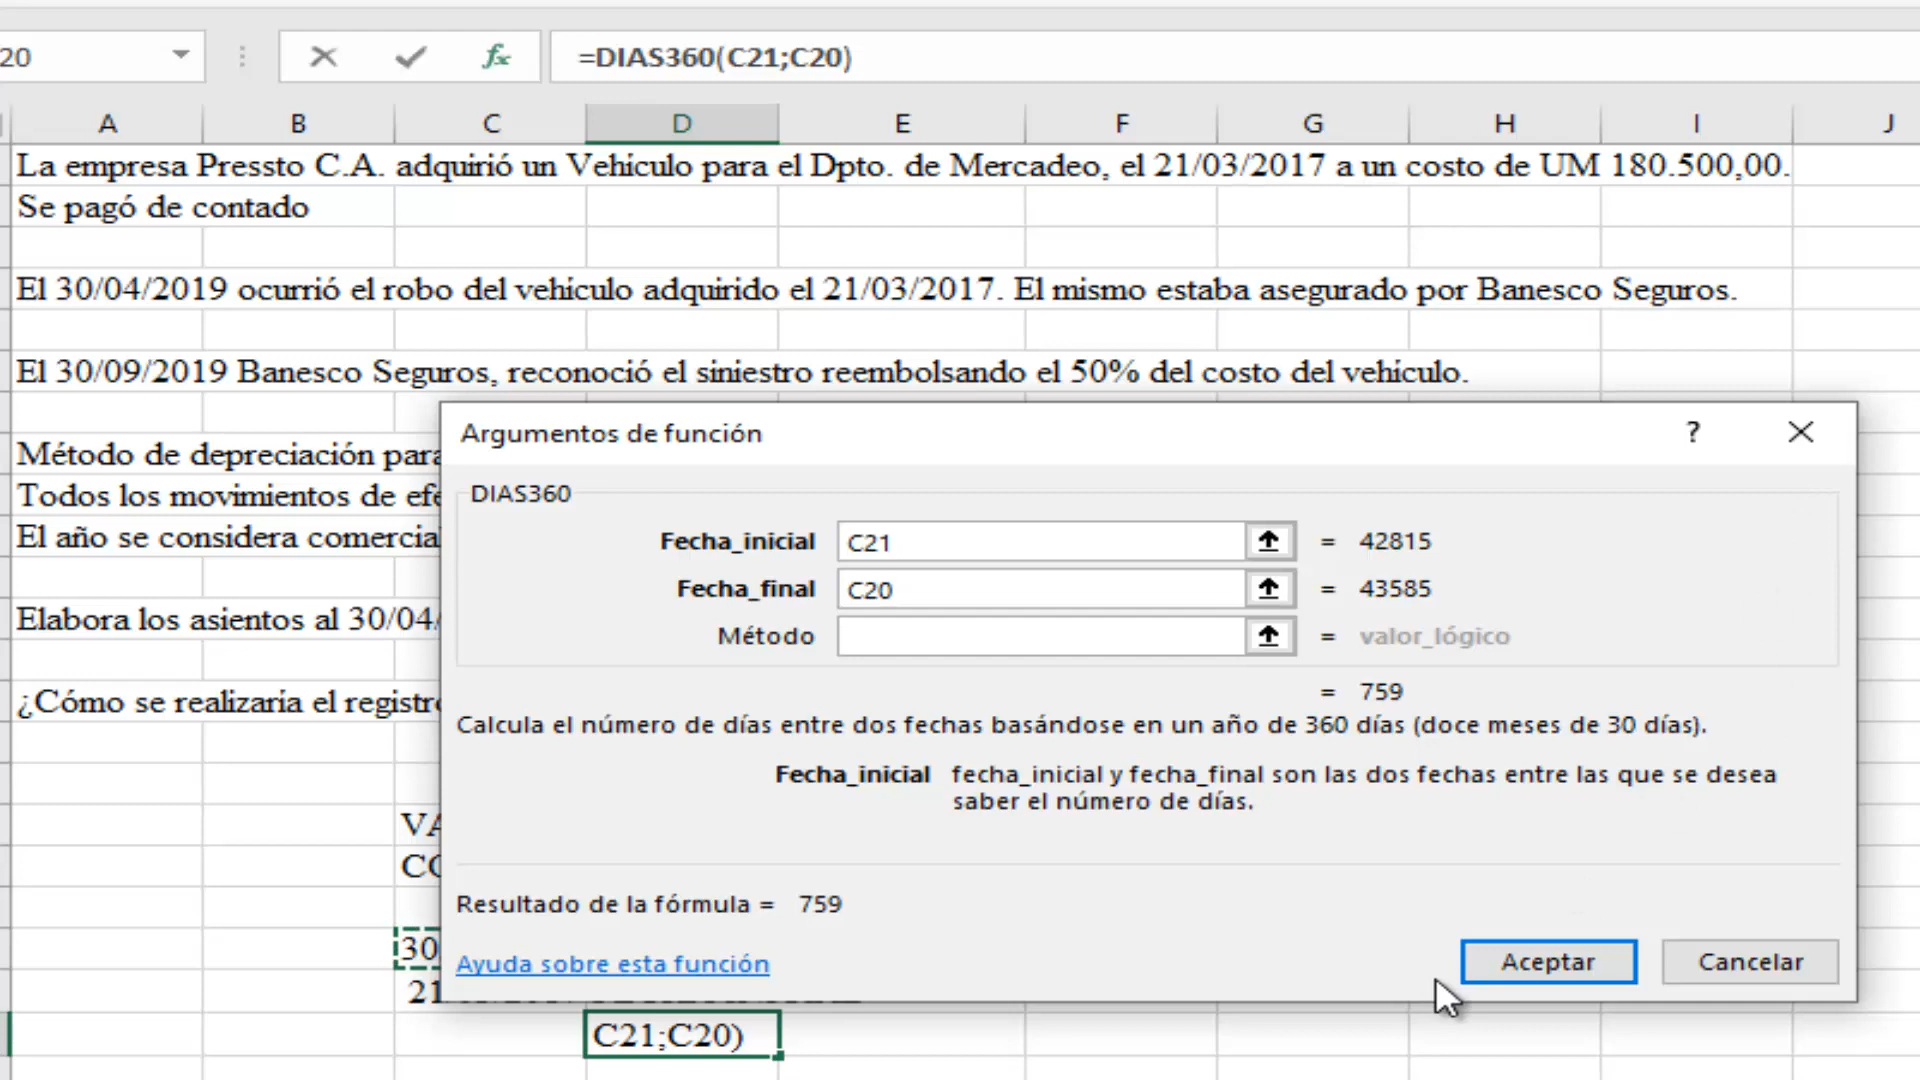 20
fx
=DIAS360(C21;C20)
A B C D E F G H I J
La empresa Pressto C.A. adquirió un Vehículo para el Dpto. de Mercadeo, el 21/03/2017 a un costo de UM 180.500,00.
Se pagó de contado
El 30/04/2019 ocurrió el robo del vehículo adquirido el 21/03/2017. El mismo estaba asegurado por Banesco Seguros.
El 30/09/2019 Banesco Seguros, reconoció el siniestro reembolsando el 50% del costo del vehículo.
Método de depreciación para
Todos los movimientos de efe
El año se considera comercial
Elabora los asientos al 30/04/
¿Cómo se realizaría el registro
VA
CO
30
21
C21;C20)
Argumentos de función
?
DIAS360
Fecha_inicial C21 = 42815
Fecha_final C20 = 43585
Método = valor_lógico
= 759
Calcula el número de días entre dos fechas basándose en un año de 360 días (doce meses de 30 días).
Fecha_inicial fecha_inicial y fecha_final son las dos fechas entre las que se desea
saber el número de días.
Resultado de la fórmula = 759
Ayuda sobre esta función
Aceptar Cancelar